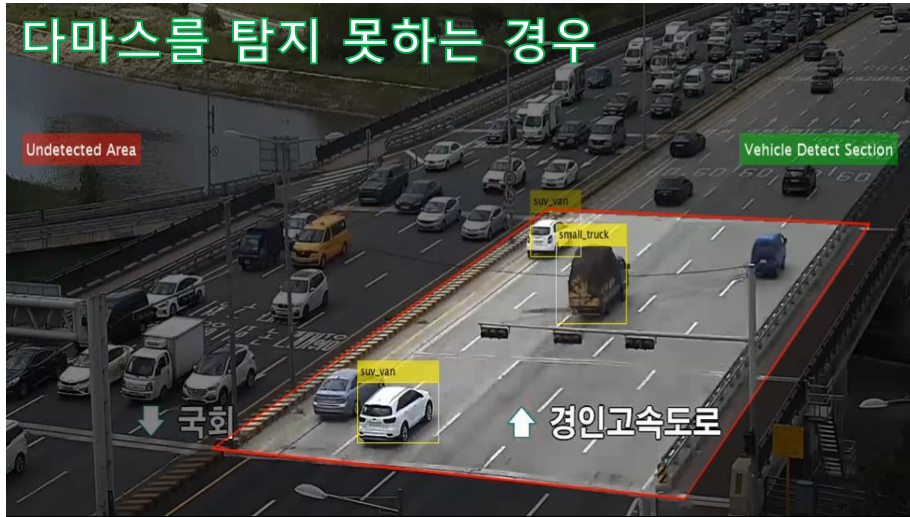 다마스를 탐지 못하는 경우
Undetected Area
Vehicle Detect Section
suv_van
small_truck
suv_van
국회
경인고속도로